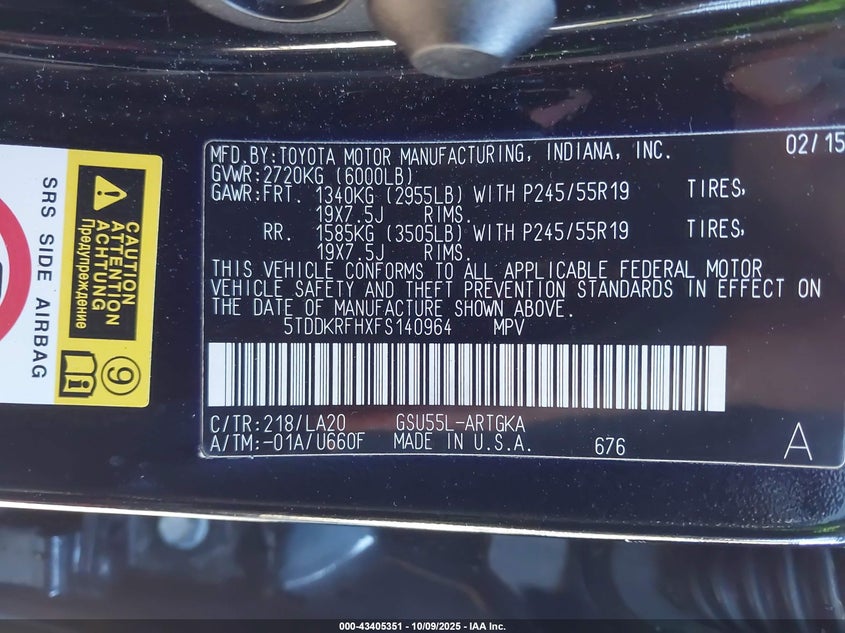 MFD.BY:TOYOTA MOTOR MANUFACTURING, INDIANA, INC. 02/15
GVWR:2720KG (6000LB)
GAWR:FRT. 1340KG (2955LB) WITH P245/55R19 TIRES,
19X7.5J RIMS.
RR. 1585KG (3505LB) WITH P245/55R19 TIRES,
19X7.5J RIMS.
THIS VEHICLE CONFORMS TO ALL APPLICABLE FEDERAL MOTOR
VEHICLE SAFETY AND THEFT PREVENTION STANDARDS IN EFFECT ON
THE DATE OF MANUFACTURE SHOWN ABOVE.
5TDDKRFHXFS140964 MPV
C/TR:218/LA20 GSU55L-ARTGKA
A/TM:-01A/U660F MADE IN U.S.A. 676 A
SRS SIDE AIRBAG
CAUTION
ATTENTION
ACHTUNG
Предупреждение
9
000-43405351 | 10/09/2025 - IAA Inc.